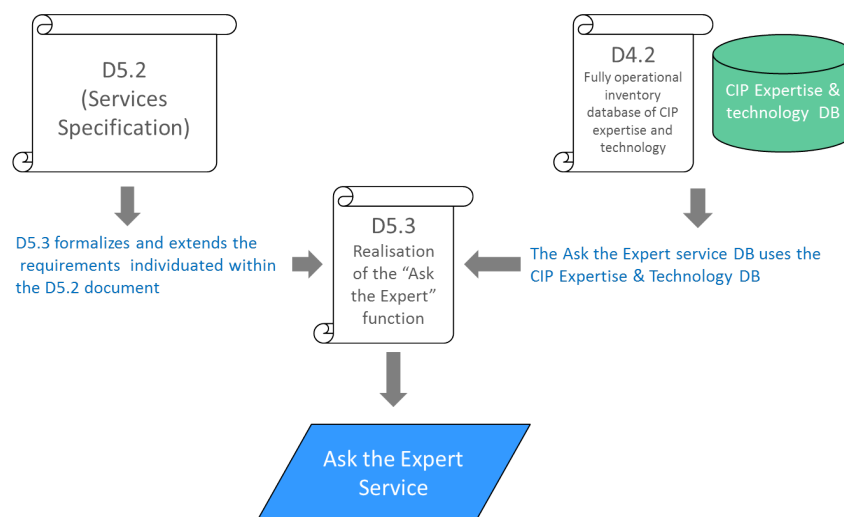 D5.2
(Services
Specification)
D4.2
Fully operational
inventory
database of CIP
expertise and
technology
CIP Expertise &
technology DB
D5.3 formalizes and extends the
requirements individuated within
the D5.2 document
D5.3
Realisation
of the “Ask
the Expert”
function
The Ask the Expert service DB uses the
CIP Expertise & Technology DB
Ask the Expert
Service